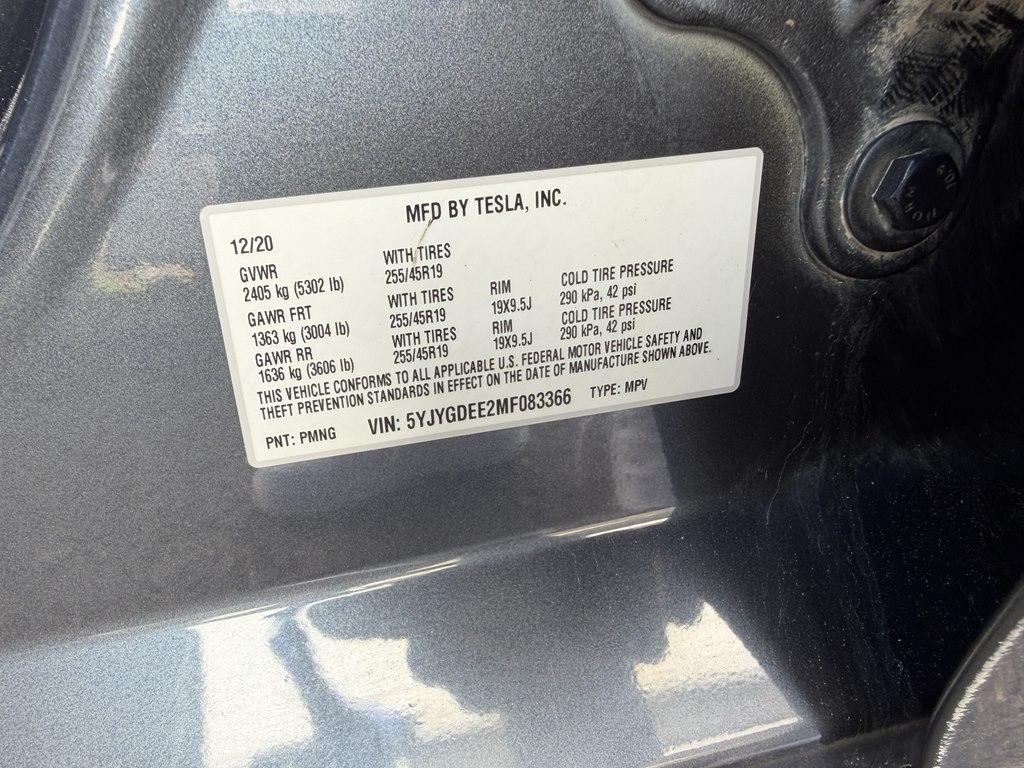 MFD BY TESLA, INC.
12/20
GVWR WITH TIRES
2405 kg (5302 lb) 255/45R19
GAWR FRT WITH TIRES RIM COLD TIRE PRESSURE
1363 kg (3004 lb) 255/45R19 19X9.5J 290 kPa, 42 psi
GAWR RR WITH TIRES RIM COLD TIRE PRESSURE
1636 kg (3606 lb) 255/45R19 19X9.5J 290 kPa, 42 psi
THIS VEHICLE CONFORMS TO ALL APPLICABLE U.S. FEDERAL MOTOR VEHICLE SAFETY AND
THEFT PREVENTION STANDARDS IN EFFECT ON THE DATE OF MANUFACTURE SHOWN ABOVE.
PNT: PMNG VIN: 5YJYGDEE2MF083366 TYPE: MPV